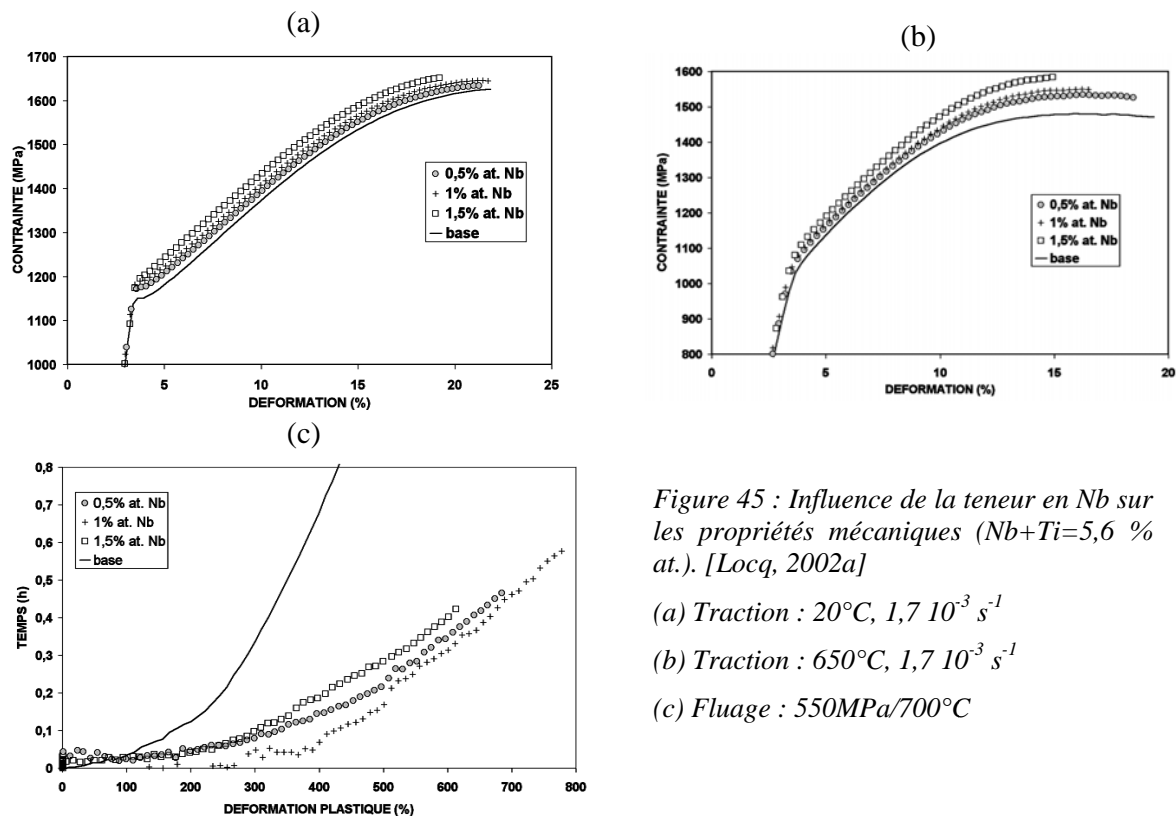 (a)
1700
1600
1500
1400
1300
1200
1100
1000
0 5 10 15 20 25
CONTRAINTE (MPa)
DEFORMATION (%)
0,5% at. Nb
1% at. Nb
1,5% at. Nb
base
(b)
1600
1500
1400
1300
1200
1100
1000
900
800
0 5 10 15 20
CONTRAINTE (MPa)
DEFORMATION (%)
0,5% at. Nb
1% at. Nb
1,5% at. Nb
base
(c)
0,8
0,7
0,6
0,5
0,4
0,3
0,2
0,1
0
0 100 200 300 400 500 600 700 800
TEMPS (h)
DEFORMATION PLASTIQUE (%)
0,5% at. Nb
1% at. Nb
1,5% at. Nb
base
Figure 45 : Influence de la teneur en Nb sur
les propriétés mécaniques (Nb+Ti=5,6 %
at.). [Locq, 2002a]
(a) Traction : 20°C, 1,7 10⁻³ s⁻¹
(b) Traction : 650°C, 1,7 10⁻³ s⁻¹
(c) Fluage : 550MPa/700°C